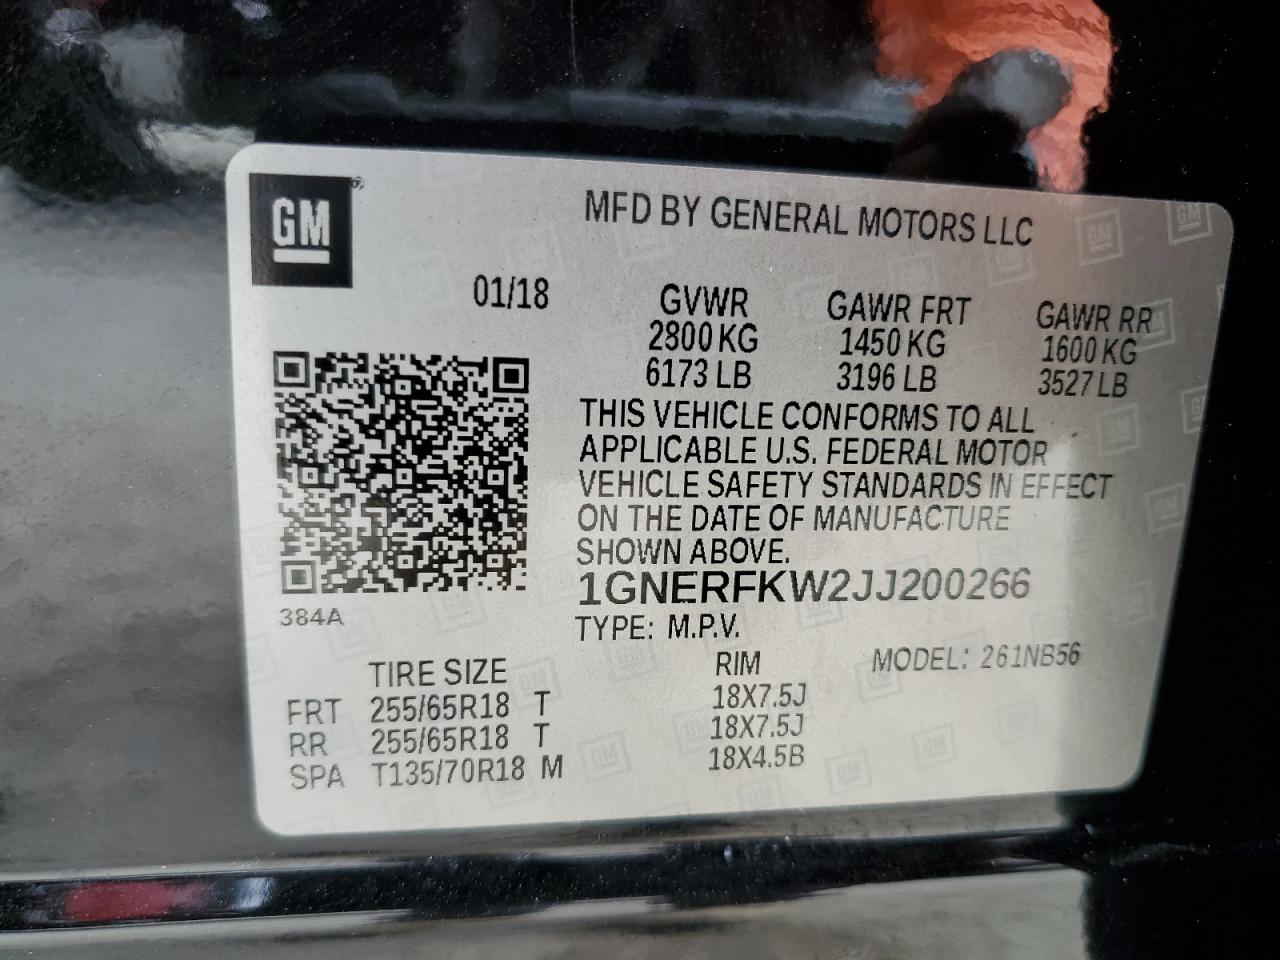 GM ®
MFD BY GENERAL MOTORS LLC
01/18 GVWR GAWR FRT GAWR RR
2800 KG 1450 KG 1600 KG
6173 LB 3196 LB 3527 LB
THIS VEHICLE CONFORMS TO ALL
APPLICABLE U.S. FEDERAL MOTOR
VEHICLE SAFETY STANDARDS IN EFFECT
ON THE DATE OF MANUFACTURE
SHOWN ABOVE.
1GNERFKW2JJ200266
384A
TYPE: M.P.V.
TIRE SIZE RIM MODEL: 261NB56
FRT 255/65R18 T 18X7.5J
RR 255/65R18 T 18X7.5J
SPA T135/70R18 M 18X4.5B